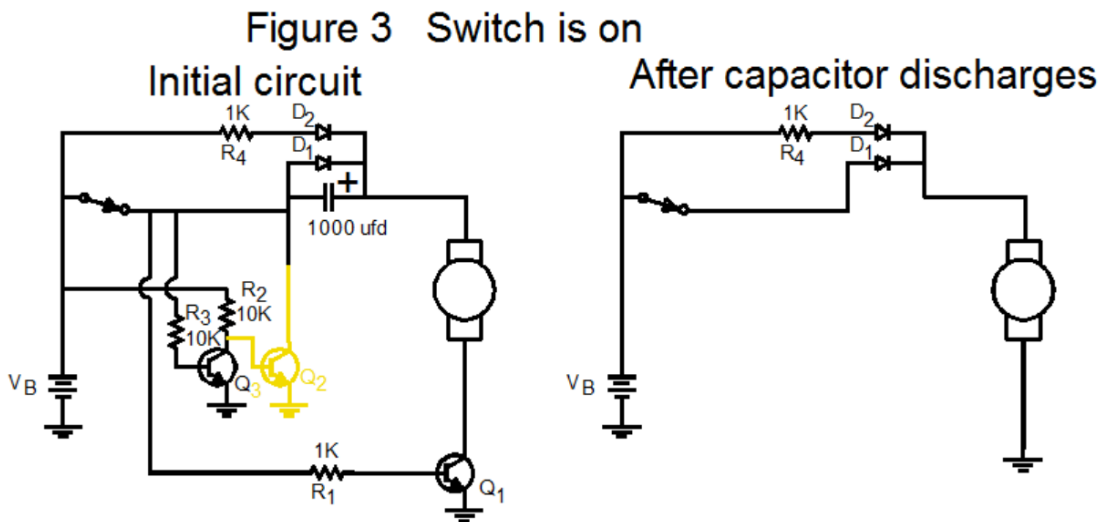 Figure 3 Switch is on
Initial circuit
After capacitor discharges
1K
D2
R4
D1
+
1000 ufd
R2
10K
R3
10K
Q3
Q2
VB
1K
R1
Q1
1K
D2
R4
D1
VB